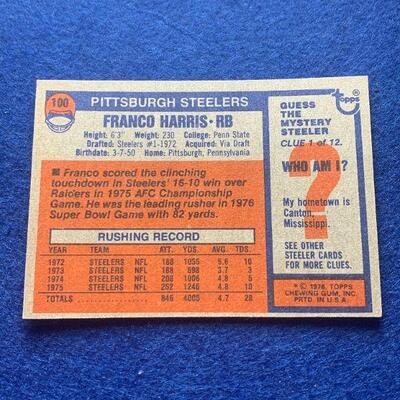 100
PITTSBURGH STEELERS
FRANCO HARRIS • RB
Height: 6'3" Weight: 230 College: Penn State
Drafted: Steelers #1-1972 Acquired: Via Draft
Birthdate: 3-7-50 Home: Pittsburgh, Pennsylvania
■ Franco scored the clinching
touchdown in Steelers' 16-10 win over
Raiders in 1975 AFC Championship
Game. He was the leading rusher in 1976
Super Bowl Game with 82 yards.
RUSHING RECORD
YEAR TEAM ATT. YDS. AVG. TDS.
1972 STEELERS NFL 188 1055 5.6 10
1973 STEELERS NFL 188 698 3.7 3
1974 STEELERS NFL 208 1006 4.8 5
1975 STEELERS NFL 262 1246 4.8 10
TOTALS 846 4005 4.7 28
Topps
GUESS
THE
MYSTERY
STEELER
CLUE 1 of 12.
WHO AM I?
?
My hometown is
Canton,
Mississippi.
SEE OTHER
STEELER CARDS
FOR MORE CLUES.
* © 1976, TOPPS
CHEWING GUM, INC.
PRTD. IN U.S.A.